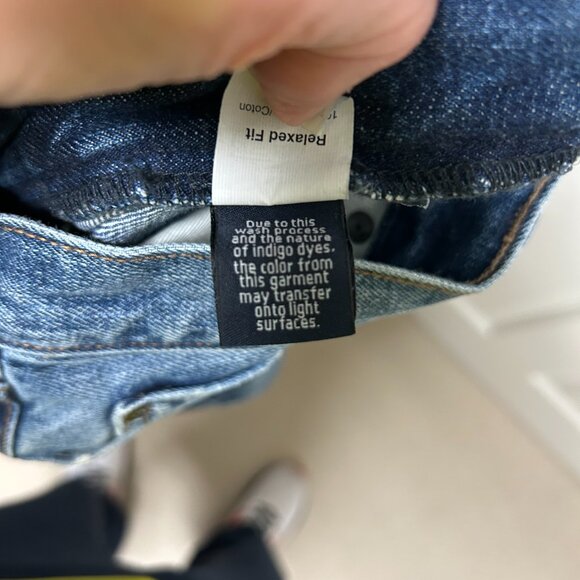 Relaxed Fit
/Coton
Due to this
wash process
and the nature
of indigo dyes.
the color from
this garment
may transfer
onto light
surfaces.